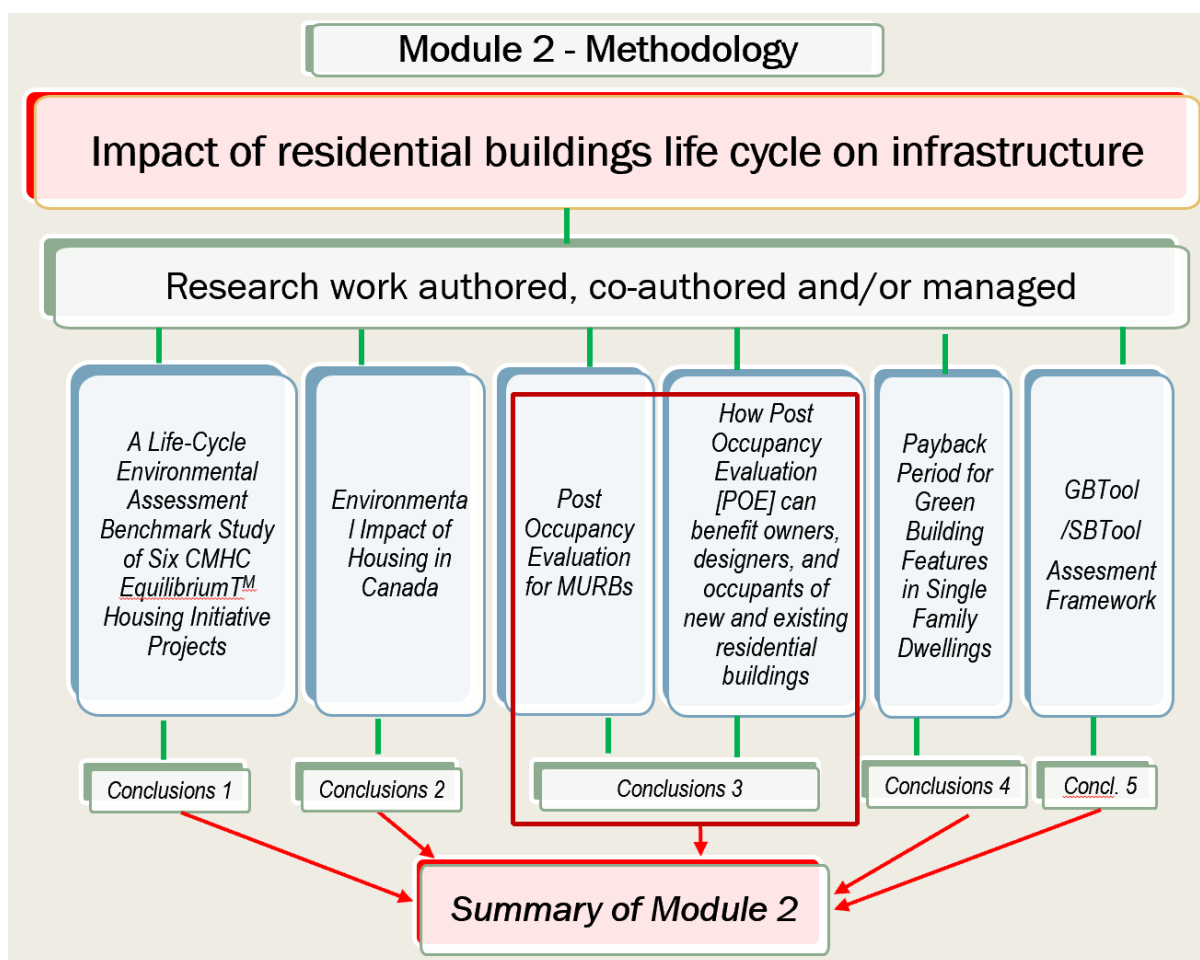 Module 2 - Methodology
Impact of residential buildings life cycle on infrastructure
Research work authored, co-authored and/or managed
A Life-Cycle
Environmental
Assessment
Benchmark Study
of Six CMHC
EquilibriumTM
Housing Initiative
Projects
Environmenta
l Impact of
Housing in
Canada
Post
Occupancy
Evaluation
for MURBs
How Post
Occupancy
Evaluation
[POE] can
benefit owners,
designers, and
occupants of
new and existing
residential
buildings
Payback
Period for
Green
Building
Features
in Single
Family
Dwellings
GBTool
/SBTool
Assesment
Framework
Conclusions 1
Conclusions 2
Conclusions 3
Conclusions 4
Concl. 5
Summary of Module 2